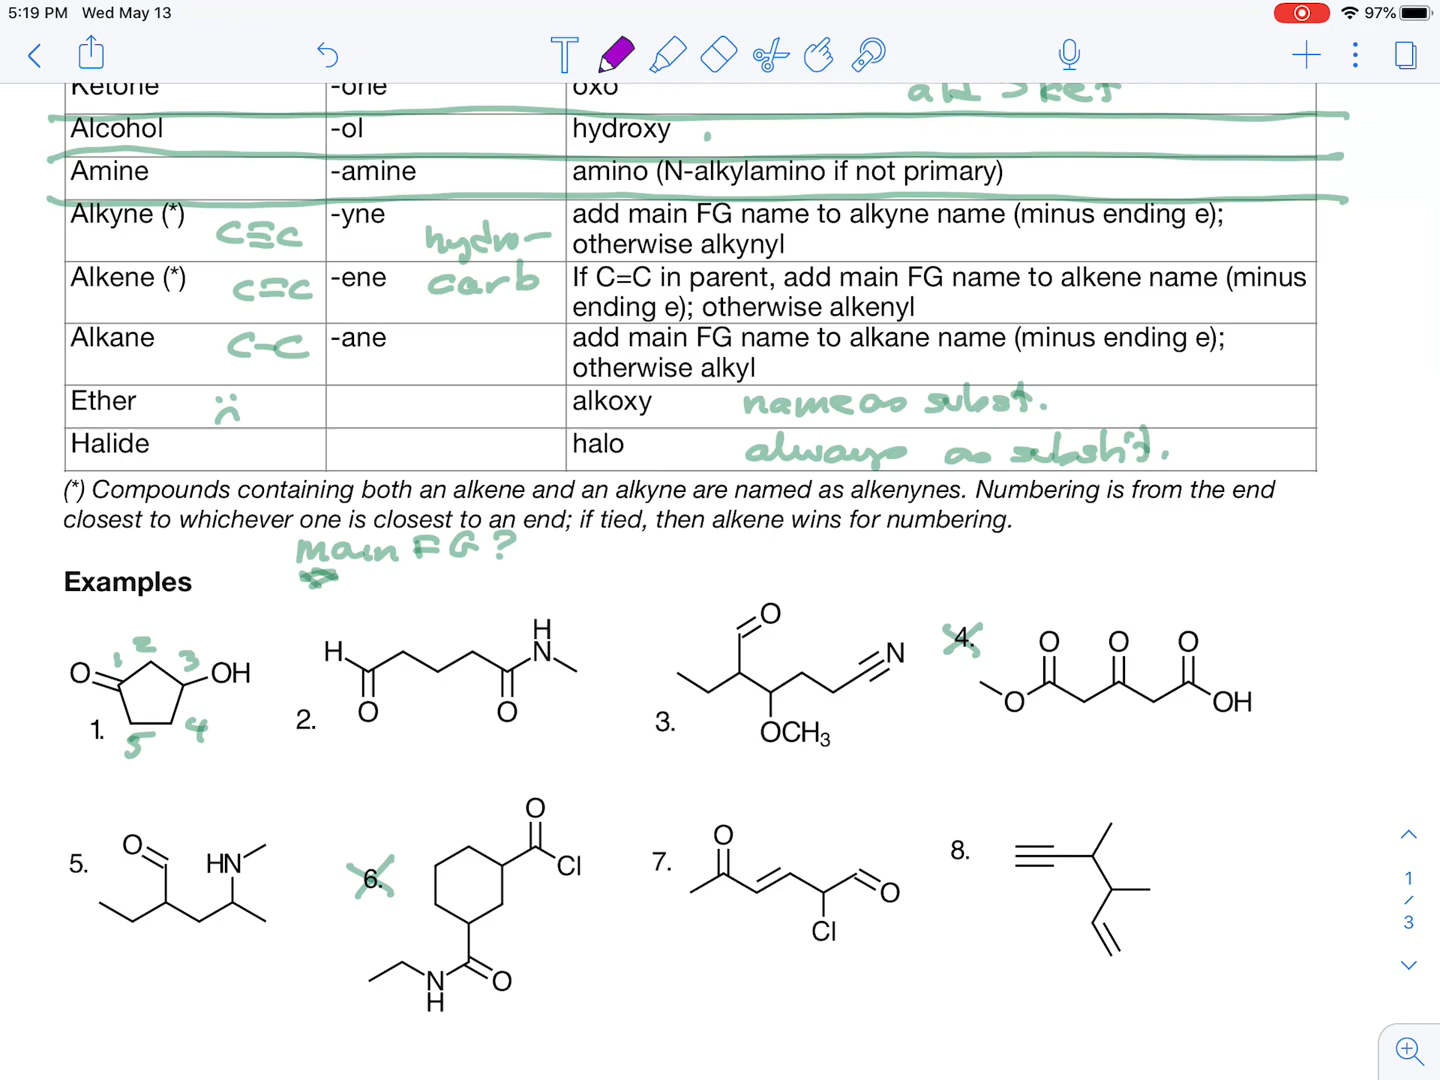 5:19 PM Wed May 13 97%
T
Ketone -one oxo
Alcohol -ol hydroxy
Amine -amine amino (N-alkylamino if not primary)
Alkyne (*) C≡C -yne hydro- add main FG name to alkyne name (minus ending e);
otherwise alkynyl
Alkene (*) C=C -ene carb If C=C in parent, add main FG name to alkene name (minus
ending e); otherwise alkenyl
Alkane C-C -ane add main FG name to alkane name (minus ending e);
otherwise alkyl
Ether alkoxy name as subst.
Halide halo always as
(*) Compounds containing both an alkene and an alkyne are named as alkenynes. Numbering is from the end
closest to whichever one is closest to an end; if tied, then alkene wins for numbering.
main FG?
Examples
1. O 1 2 3 4 5 OH
2. H O O H N
3. O N OCH3
4. O O O O OH
5. O HN
6. O Cl N H O
7. O O Cl
8.
1
/
3